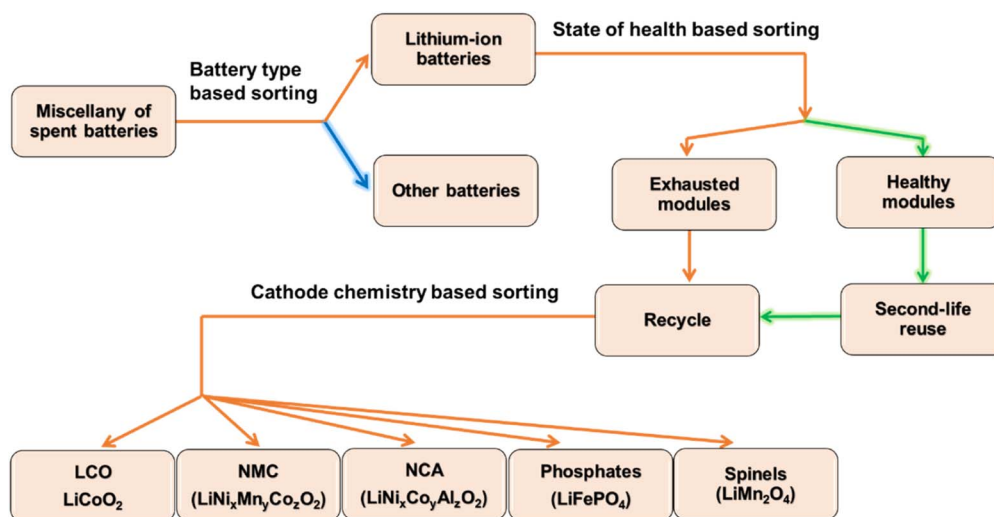 Lithium-ion
batteries
State of health based sorting
Battery type
based sorting
Miscellany of
spent batteries
Other batteries
Exhausted
modules
Healthy
modules
Cathode chemistry based sorting
Recycle
Second-life
reuse
LCO
LiCoO₂
NMC
(LiNiₓMnᵧCo_zO₂)
NCA
(LiNiₓCoᵧAl_zO₂)
Phosphates
(LiFePO₄)
Spinels
(LiMn₂O₄)